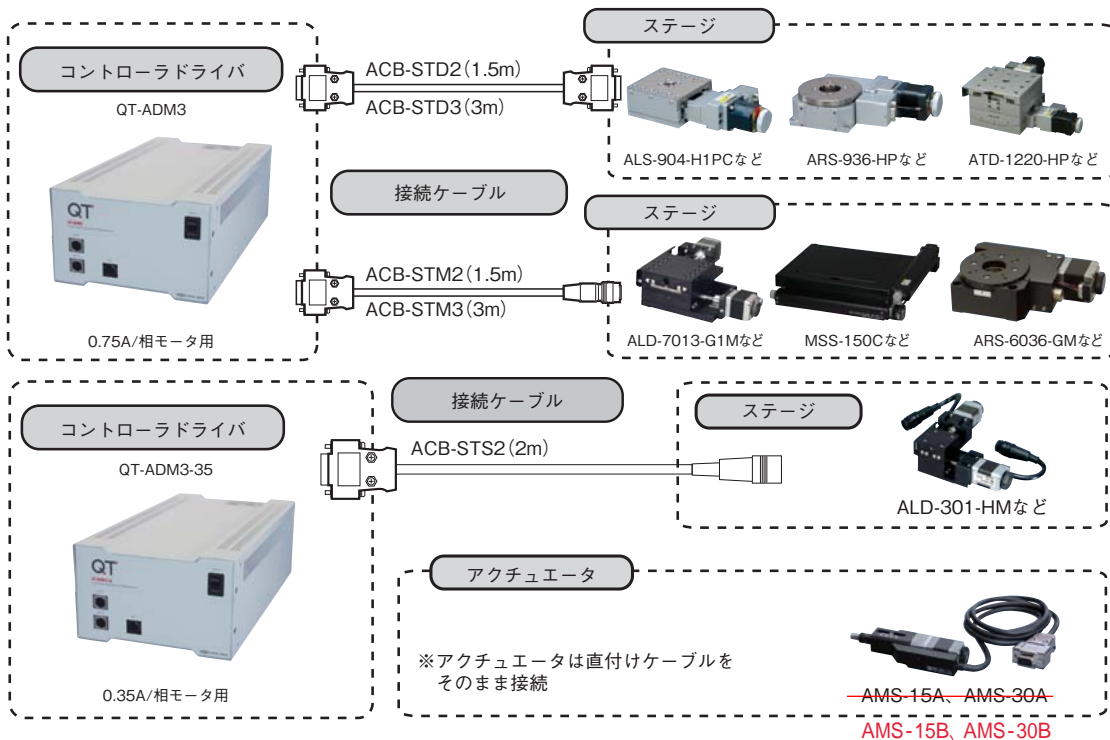 コントローラドライバ
QT-ADM3
QT
0.75A/相モータ用
ACB-STD2(1.5m)
ACB-STD3(3m)
ステージ
ALS-904-H1PCなど
ARS-936-HPなど
ATD-1220-HPなど
接続ケーブル
ACB-STM2(1.5m)
ACB-STM3(3m)
ステージ
ALD-7013-G1Mなど
MSS-150Cなど
ARS-6036-GMなど
コントローラドライバ
QT-ADM3-35
QT
0.35A/相モータ用
接続ケーブル
ACB-STS2(2m)
ステージ
ALD-301-HMなど
アクチュエータ
※アクチュエータは直付けケーブルを
そのまま接続
AMS-15A、AMS-30A
AMS-15B、AMS-30B